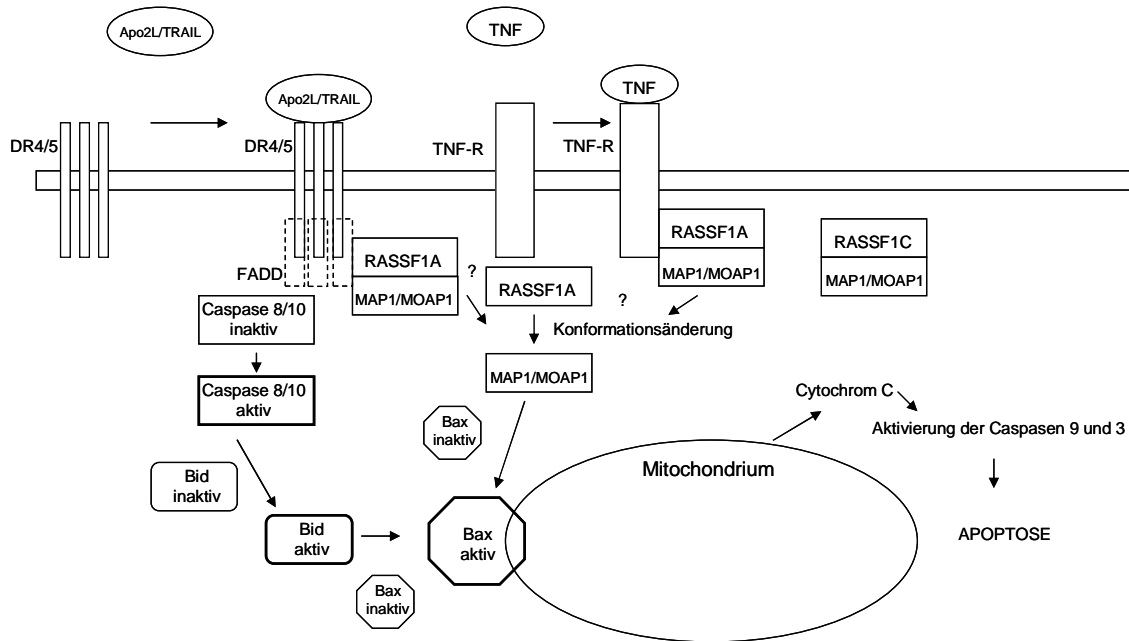 Apo2L/TRAIL
TNF
Apo2L/TRAIL
TNF
DR4/5
DR4/5
TNF-R
TNF-R
FADD
RASSF1A
MAP1/MOAP1
?
RASSF1A
?
RASSF1A
MAP1/MOAP1
RASSF1C
MAP1/MOAP1
Konformationsänderung
Caspase 8/10
inaktiv
MAP1/MOAP1
Caspase 8/10
aktiv
Bax
inaktiv
Cytochrom C
Aktivierung der Caspasen 9 und 3
Mitochondrium
Bid
inaktiv
Bid
aktiv
Bax
aktiv
APOPTOSE
Bax
inaktiv